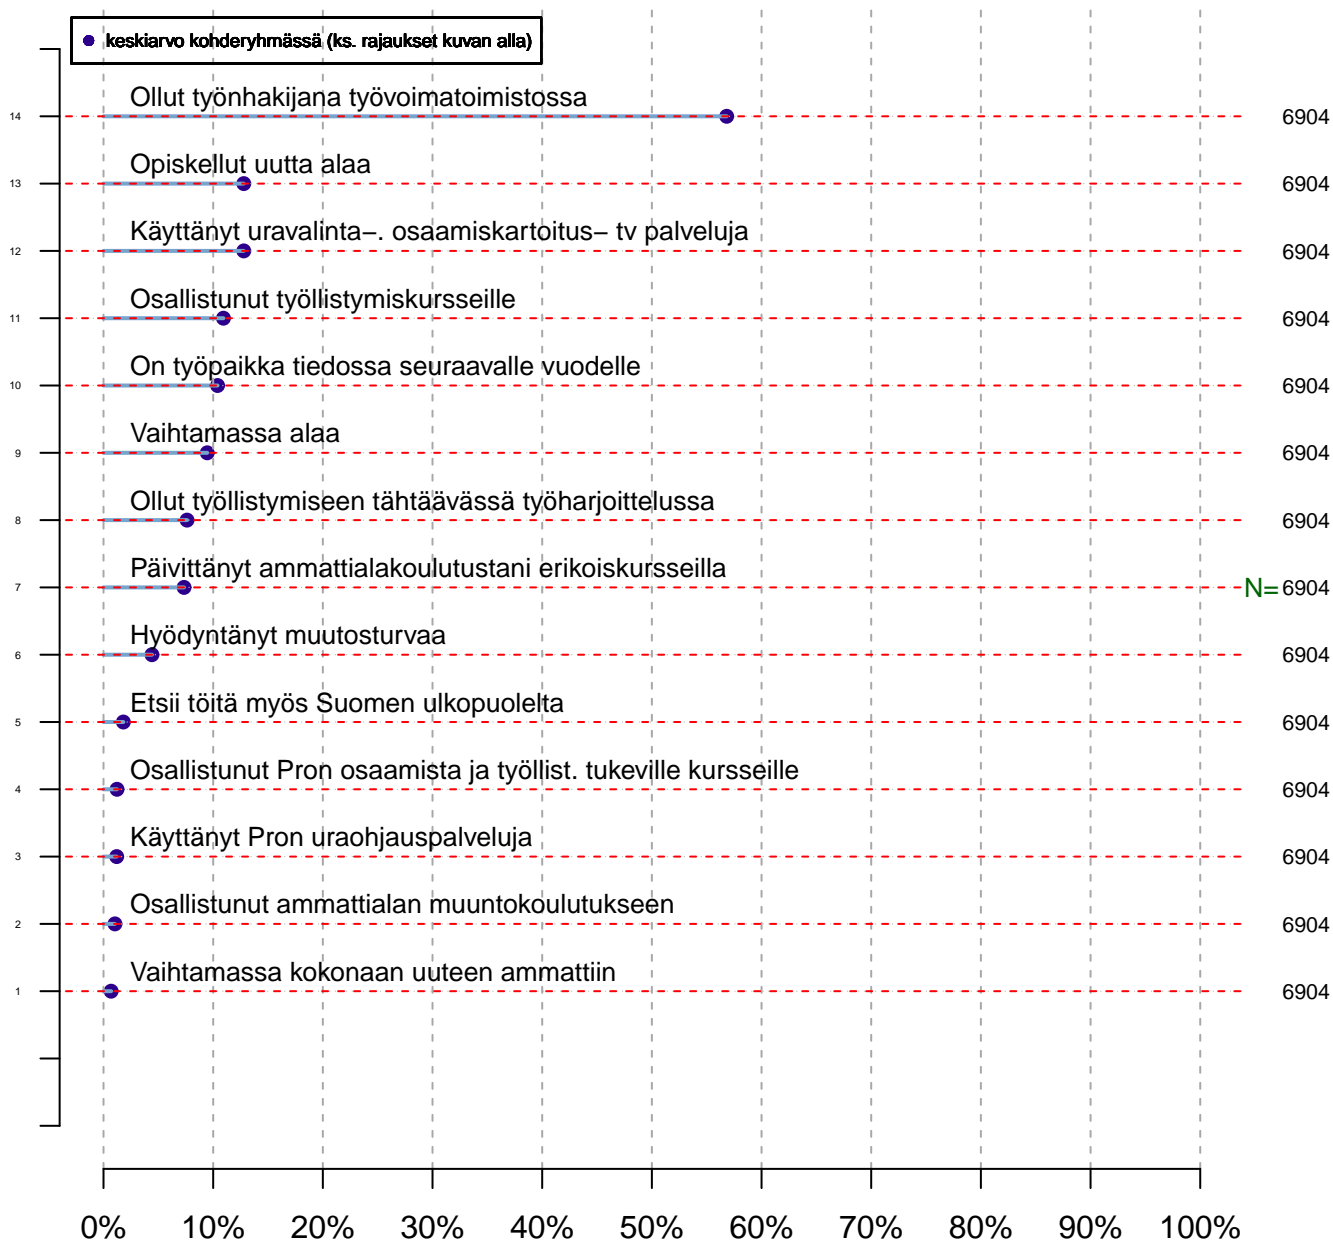 keskiarvo kohderyhmässä (ks. rajaukset kuvan alla)
Ollut työnhakijana työvoimatoimistossa
14 6904
Opiskellut uutta alaa
13 6904
Käyttänyt uravalinta−. osaamiskartoitus− tv palveluja
12 6904
Osallistunut työllistymiskursseille
11 6904
On työpaikka tiedossa seuraavalle vuodelle
10 6904
Vaihtamassa alaa
9 6904
Ollut työllistymiseen tähtäävässä työharjoittelussa
8 6904
Päivittänyt ammattialakoulutustani erikoiskursseilla
7 N= 6904
Hyödyntänyt muutosturvaa
6 6904
Etsii töitä myös Suomen ulkopuolelta
5 6904
Osallistunut Pron osaamista ja työllist. tukeville kursseille
4 6904
Käyttänyt Pron uraohjauspalveluja
3 6904
Osallistunut ammattialan muuntokoulutukseen
2 6904
Vaihtamassa kokonaan uuteen ammattiin
1 6904
0% 10% 20% 30% 40% 50% 60% 70% 80% 90% 100%